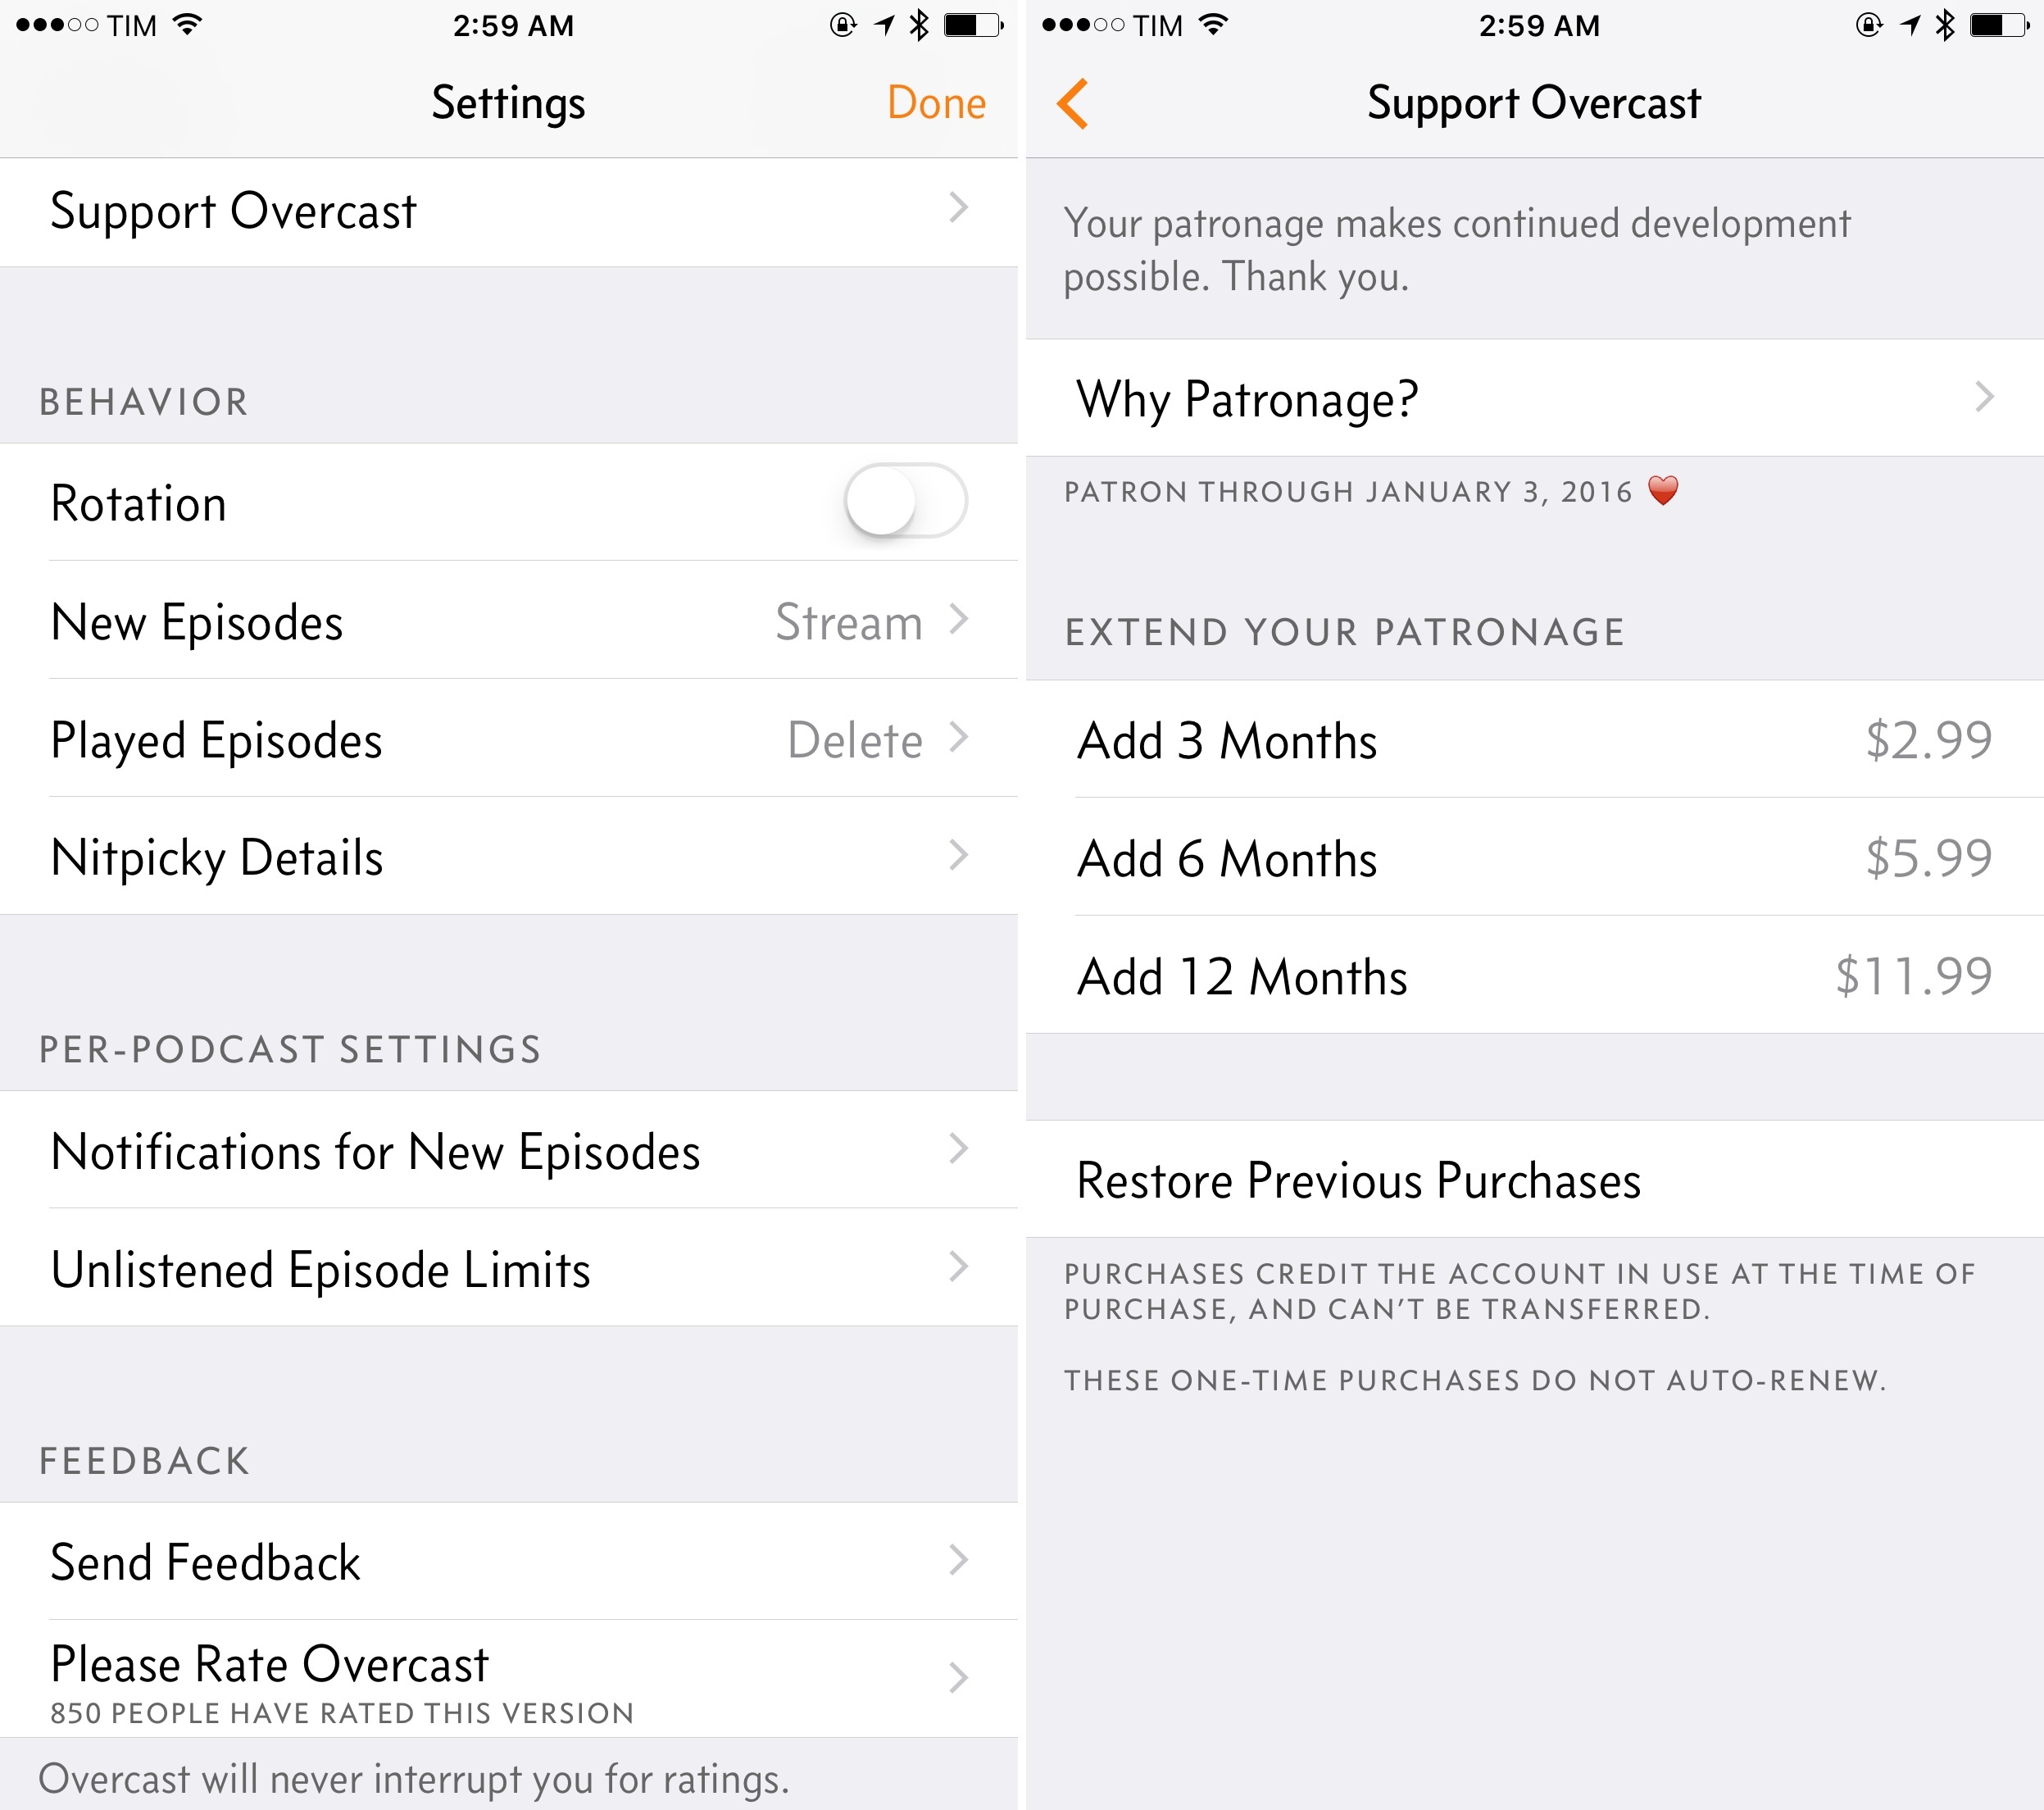 TIM
2:59 AM
Settings
Done
Support Overcast
BEHAVIOR
Rotation
New Episodes
Stream
Played Episodes
Delete
Nitpicky Details
PER-PODCAST SETTINGS
Notifications for New Episodes
Unlistened Episode Limits
FEEDBACK
Send Feedback
Please Rate Overcast
850 PEOPLE HAVE RATED THIS VERSION
Overcast will never interrupt you for ratings.
TIM
2:59 AM
Support Overcast
Your patronage makes continued development
possible. Thank you.
Why Patronage?
PATRON THROUGH JANUARY 3, 2016 ❤️
EXTEND YOUR PATRONAGE
Add 3 Months
$2.99
Add 6 Months
$5.99
Add 12 Months
$11.99
Restore Previous Purchases
PURCHASES CREDIT THE ACCOUNT IN USE AT THE TIME OF
PURCHASE, AND CAN’T BE TRANSFERRED.
THESE ONE-TIME PURCHASES DO NOT AUTO-RENEW.